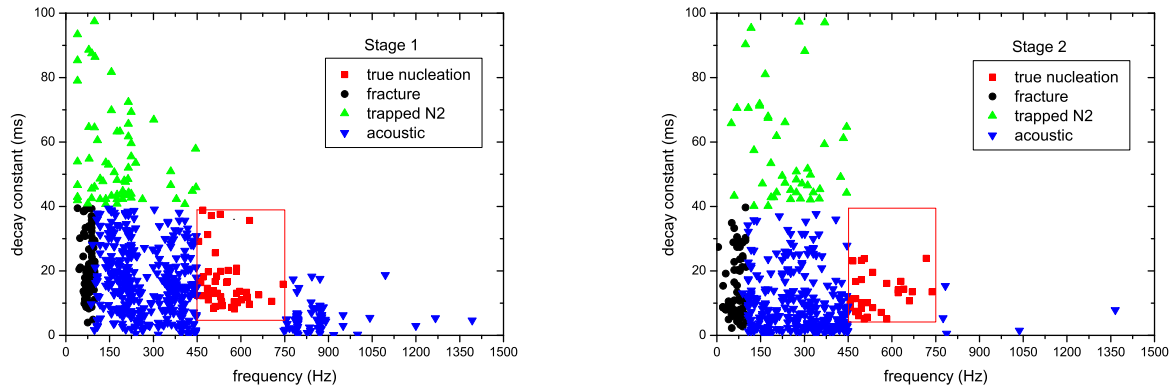 Stage 1
true nucleation
fracture
trapped N2
acoustic
100
80
60
40
20
0
decay constant (ms)
0 150 300 450 600 750 900 1050 1200 1350 1500
frequency (Hz)
Stage 2
true nucleation
fracture
trapped N2
acoustic
100
80
60
40
20
0
decay constant (ms)
0 150 300 450 600 750 900 1050 1200 1350 1500
frequency (Hz)